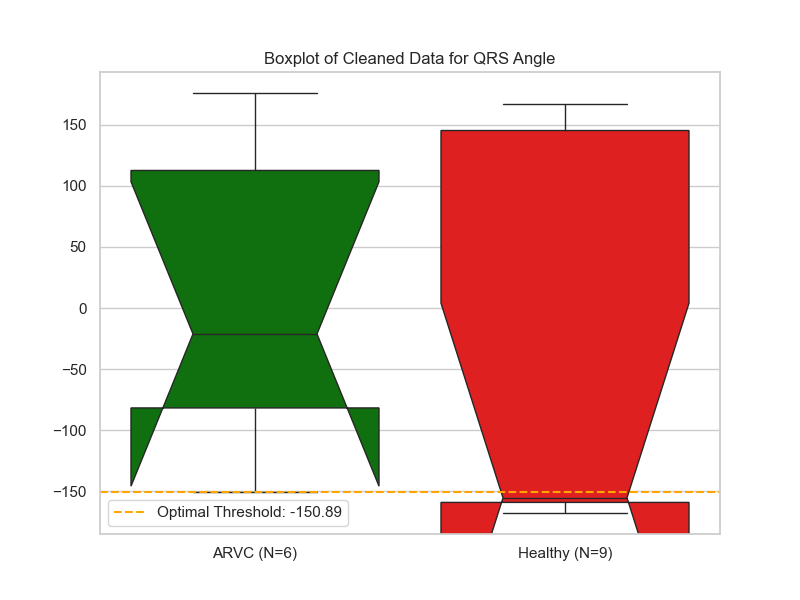 Boxplot of Cleaned Data for QRS Angle
150
100
50
0
−50
−100
−150
Optimal Threshold: -150.89
ARVC (N=6)
Healthy (N=9)